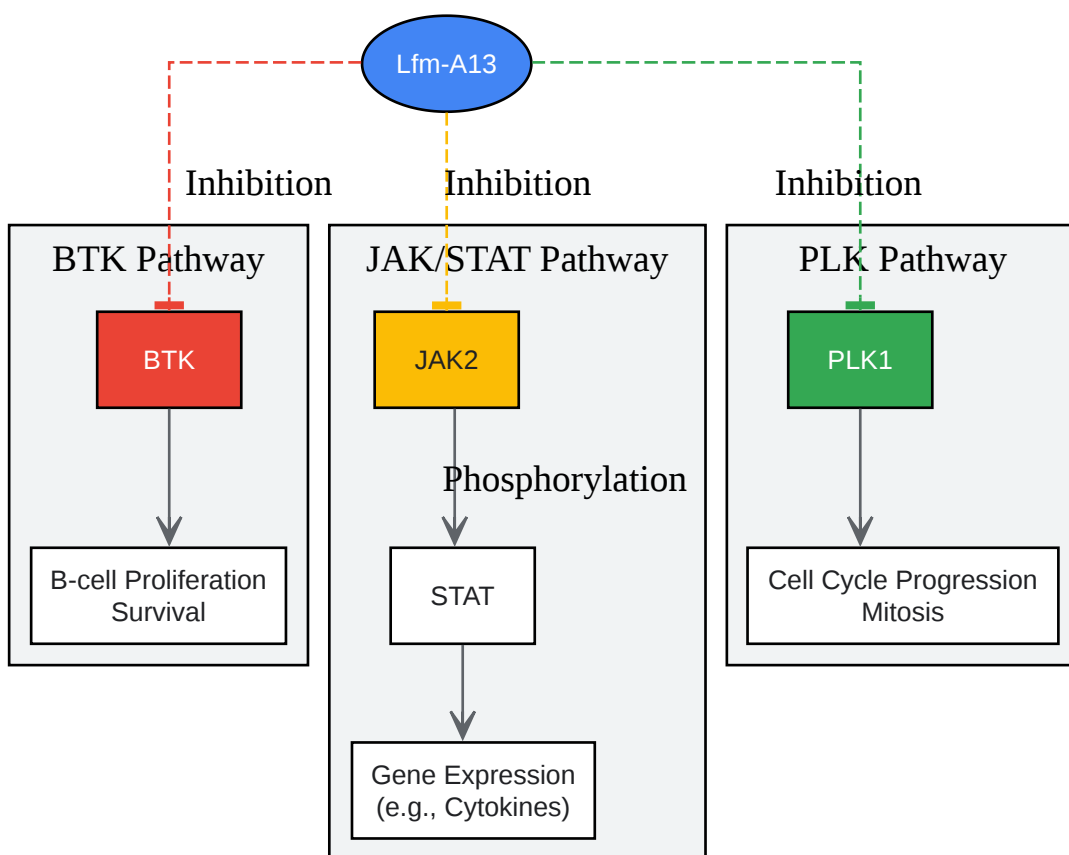 Lfm-A13
Inhibition
Inhibition
Inhibition
BTK Pathway
JAK/STAT Pathway
PLK Pathway
BTK
JAK2
PLK1
Phosphorylation
B-cell Proliferation
Survival
STAT
Cell Cycle Progression
Mitosis
Gene Expression
(e.g., Cytokines)